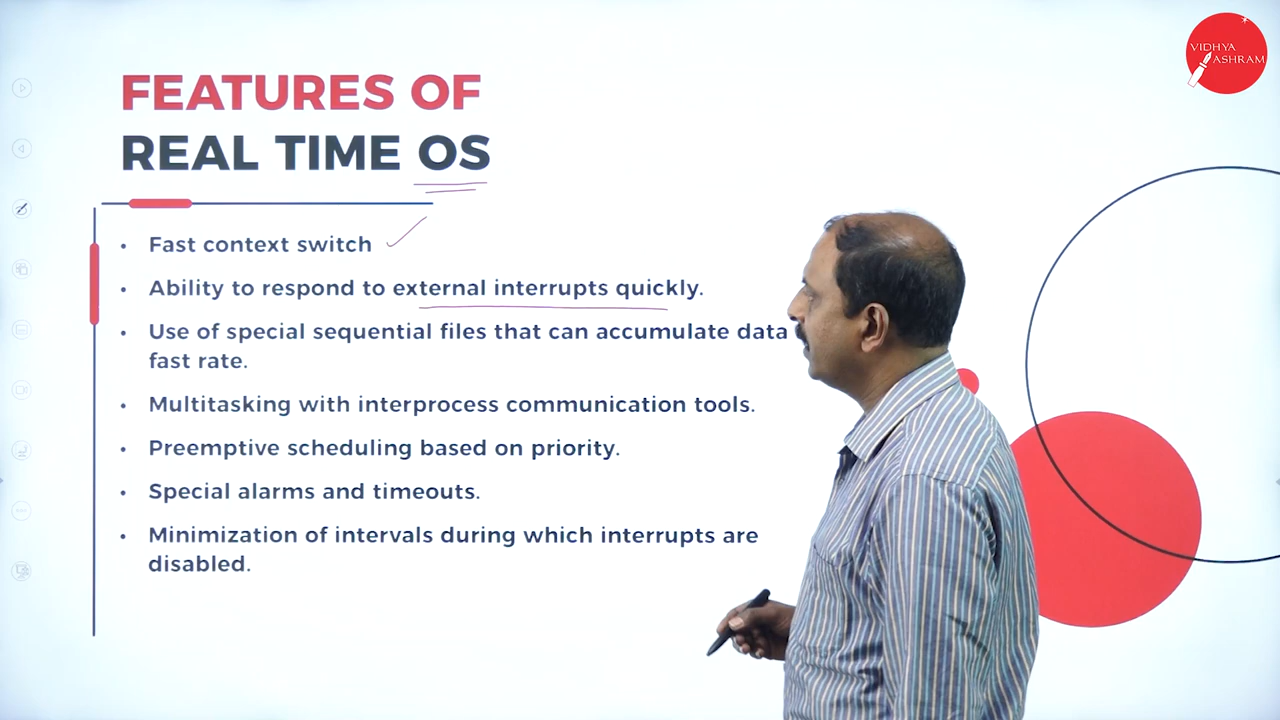 VIDHYA
ASHRAM
FEATURES OF
REAL TIME OS
• Fast context switch
• Ability to respond to external interrupts quickly.
• Use of special sequential files that can accumulate data
fast rate.
• Multitasking with interprocess communication tools.
• Preemptive scheduling based on priority.
• Special alarms and timeouts.
• Minimization of intervals during which interrupts are
disabled.